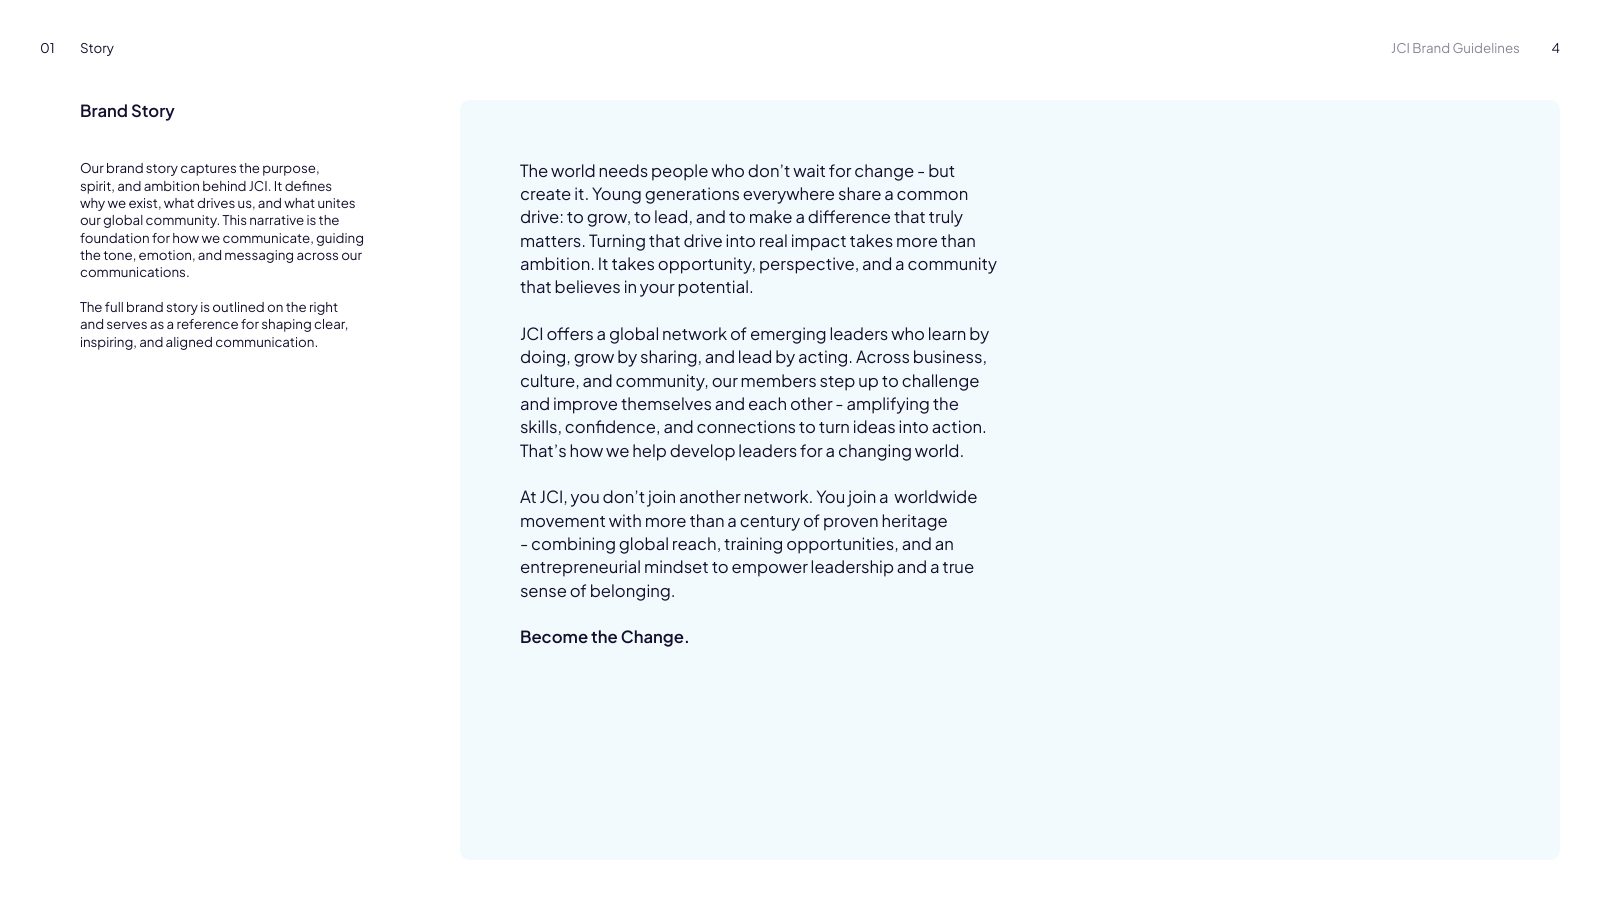 01 Story JCI Brand Guidelines 4
Brand Story
Our brand story captures the purpose,
spirit, and ambition behind JCI. It defines
why we exist, what drives us, and what unites
our global community. This narrative is the
foundation for how we communicate, guiding
the tone, emotion, and messaging across our
communications.
The full brand story is outlined on the right
and serves as a reference for shaping clear,
inspiring, and aligned communication.
The world needs people who don’t wait for change - but
create it. Young generations everywhere share a common
drive: to grow, to lead, and to make a difference that truly
matters. Turning that drive into real impact takes more than
ambition. It takes opportunity, perspective, and a community
that believes in your potential.
JCI offers a global network of emerging leaders who learn by
doing, grow by sharing, and lead by acting. Across business,
culture, and community, our members step up to challenge
and improve themselves and each other - amplifying the
skills, confidence, and connections to turn ideas into action.
That’s how we help develop leaders for a changing world.
At JCI, you don’t join another network. You join a  worldwide
movement with more than a century of proven heritage
- combining global reach, training opportunities, and an
entrepreneurial mindset to empower leadership and a true
sense of belonging.
Become the Change.